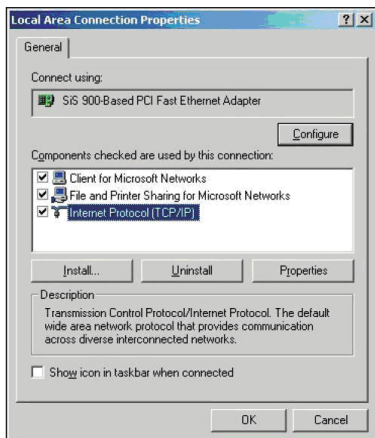 Local Area Connection Properties
General
Connect using:
SiS 900-Based PCI Fast Ethernet Adapter
Configure
Components checked are used by this connection:
Client for Microsoft Networks
File and Printer Sharing for Microsoft Networks
Internet Protocol (TCP/IP)
Install...
Uninstall
Properties
Description
Transmission Control Protocol/Internet Protocol. The default
wide area network protocol that provides communication
across diverse interconnected networks.
Show icon in taskbar when connected
OK
Cancel